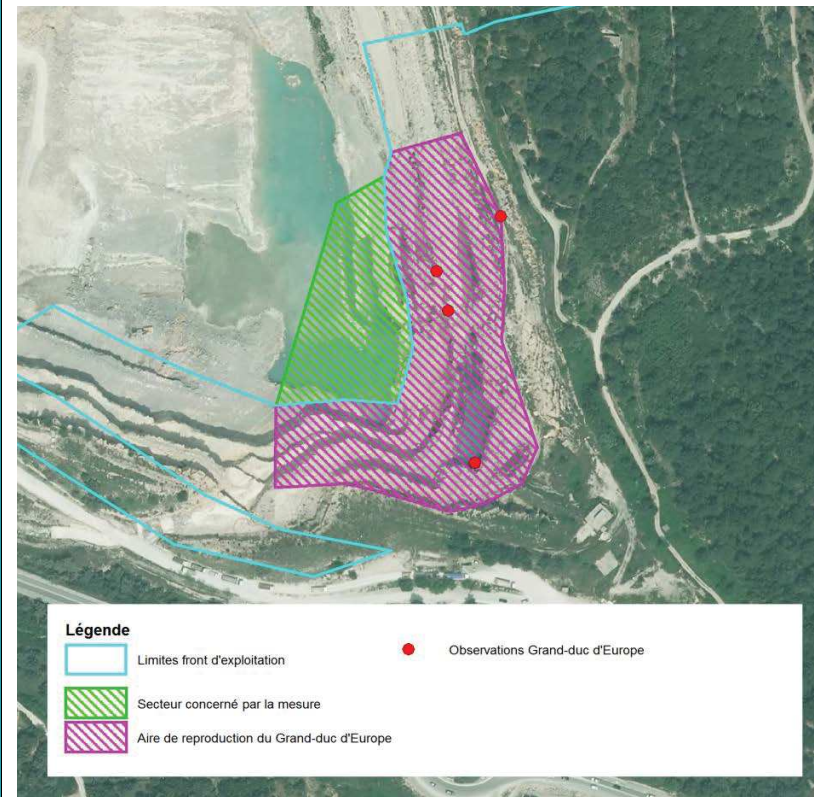 Légende
Limites front d'exploitation
Observations Grand-duc d'Europe
Secteur concerné par la mesure
Aire de reproduction du Grand-duc d'Europe